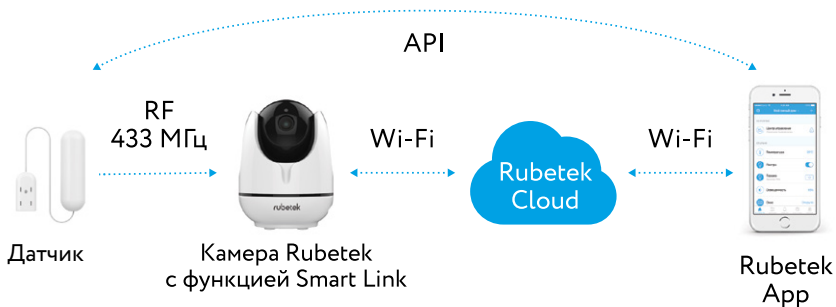 API
RF
433 МГц
Wi-Fi
Wi-Fi
Rubetek
Cloud
rubetek
Датчик
Камера Rubetek
с функцией Smart Link
Rubetek
App